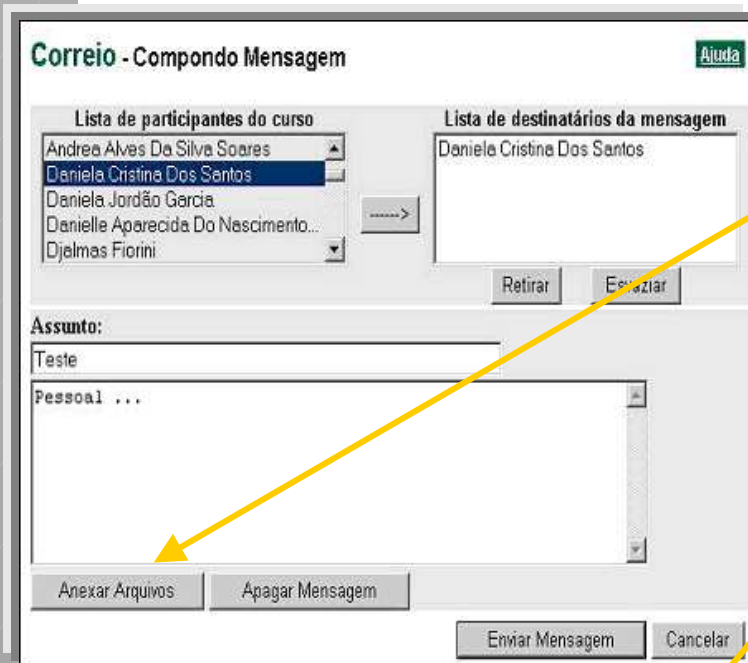 Correio - Compondo Mensagem
Ajuda
Lista de participantes do curso
Andrea Alves Da Silva Soares
Daniela Cristina Dos Santos
Daniela Jordão Garcia
Danielle Aparecida Do Nascimento...
Djalmas Fiorini
----->
Lista de destinatários da mensagem
Daniela Cristina Dos Santos
Retirar Esvaziar
Assunto:
Teste
Pessoal ...
Anexar Arquivos Apagar Mensagem
Enviar Mensagem Cancelar